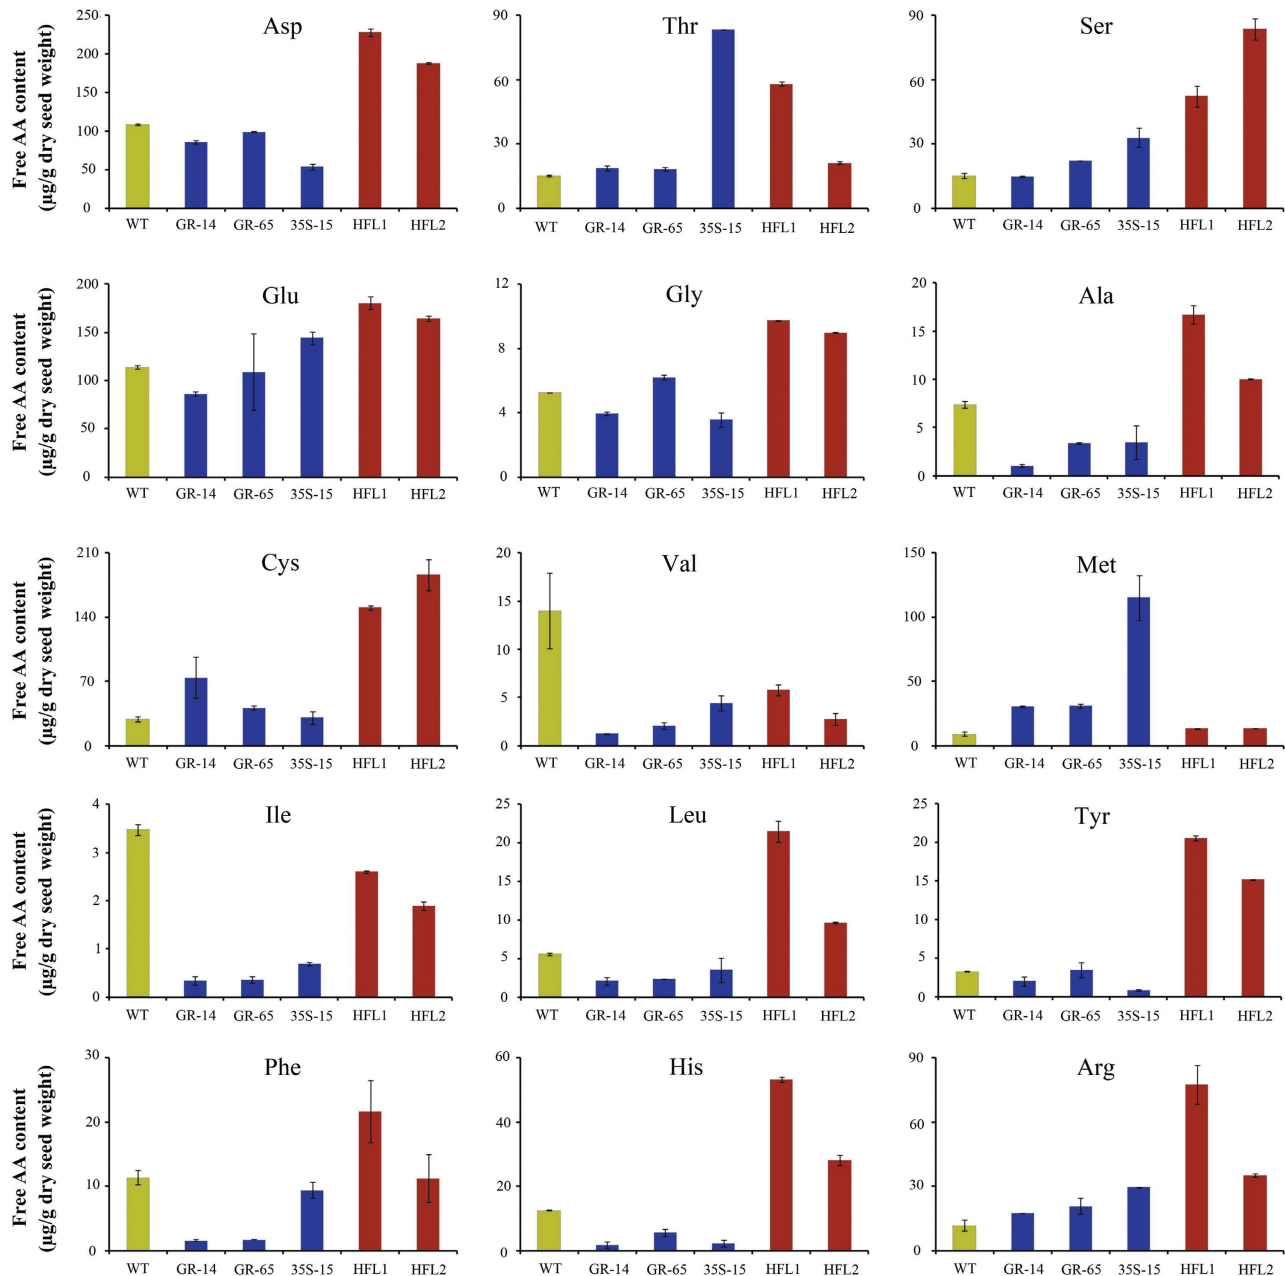 Free AA content
(µg/g dry seed weight)
Asp
250
200
150
100
50
0
WT GR-14 GR-65 35S-15 HFL1 HFL2
Thr
90
60
30
0
WT GR-14 GR-65 35S-15 HFL1 HFL2
Ser
90
60
30
0
WT GR-14 GR-65 35S-15 HFL1 HFL2
Free AA content
(µg/g dry seed weight)
Glu
200
150
100
50
0
WT GR-14 GR-65 35S-15 HFL1 HFL2
Gly
12
8
4
0
WT GR-14 GR-65 35S-15 HFL1 HFL2
Ala
20
15
10
5
0
WT GR-14 GR-65 35S-15 HFL1 HFL2
Free AA content
(µg/g dry seed weight)
Cys
210
140
70
0
WT GR-14 GR-65 35S-15 HFL1 HFL2
Val
20
15
10
5
0
WT GR-14 GR-65 35S-15 HFL1 HFL2
Met
150
100
50
0
WT GR-14 GR-65 35S-15 HFL1 HFL2
Free AA content
(µg/g dry seed weight)
Ile
4
3
2
1
0
WT GR-14 GR-65 35S-15 HFL1 HFL2
Leu
25
20
15
10
5
0
WT GR-14 GR-65 35S-15 HFL1 HFL2
Tyr
25
20
15
10
5
0
WT GR-14 GR-65 35S-15 HFL1 HFL2
Free AA content
(µg/g dry seed weight)
Phe
30
20
10
0
WT GR-14 GR-65 35S-15 HFL1 HFL2
His
60
40
20
0
WT GR-14 GR-65 35S-15 HFL1 HFL2
Arg
90
60
30
0
WT GR-14 GR-65 35S-15 HFL1 HFL2